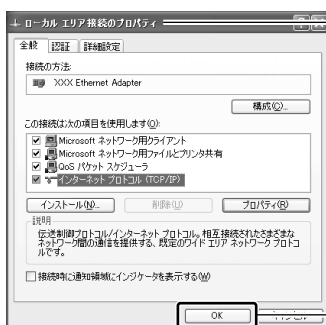 ローカル エリア接続のプロパティ
全般 認証 詳細設定
接続の方法:
XXX Ethernet Adapter
構成(C)...
この接続は次の項目を使用します(O):
Microsoft ネットワーク用クライアント
Microsoft ネットワーク用ファイルとプリンタ共有
QoS パケット スケジューラ
インターネット プロトコル (TCP/IP)
インストール(N)... 削除(U) プロパティ(R)
説明
伝送制御プロトコル/インターネット プロトコル。相互接続されたさまざまな
ネットワーク間の通信を提供する、既定のワイド エリア ネットワーク プロトコ
ルです。
接続時に通知領域にインジケータを表示する(W)
OK